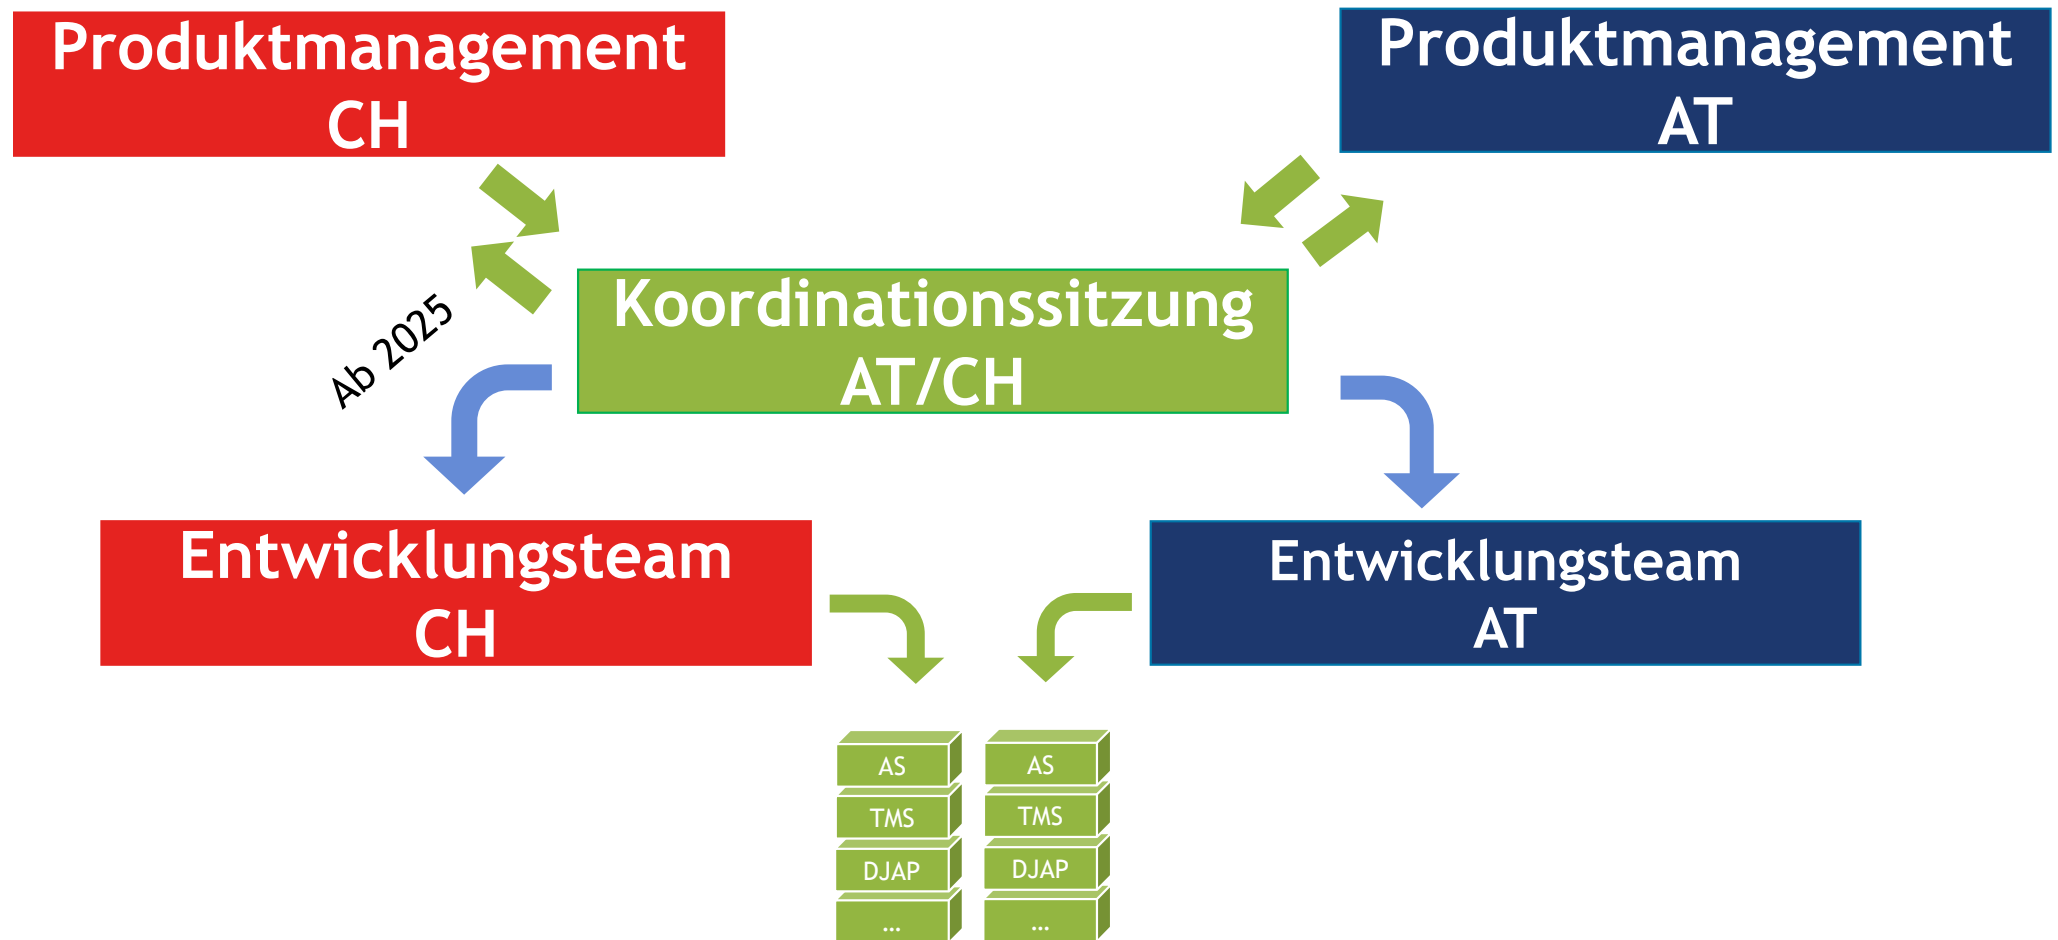 Produktmanagement
CH
Produktmanagement
AT
Koordinationssitzung
AT/CH
Ab 2025
Entwicklungsteam
CH
Entwicklungsteam
AT
AS
TMS
DJAP
...
AS
TMS
DJAP
...